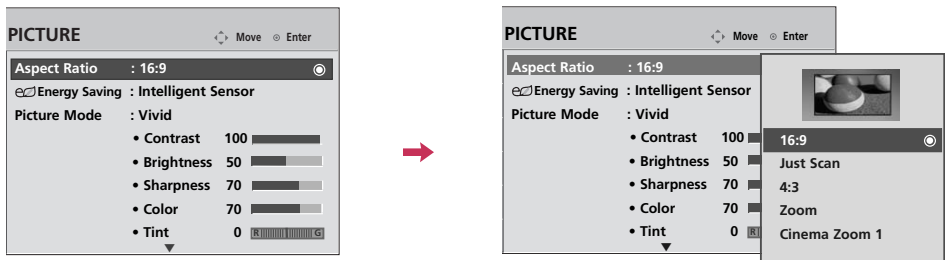 PICTURE
Move Enter
Aspect Ratio : 16:9
Energy Saving : Intelligent Sensor
Picture Mode : Vivid
• Contrast 100
• Brightness 50
• Sharpness 70
• Color 70
• Tint 0 R G
PICTURE
Move Enter
Aspect Ratio : 16:9
Energy Saving : Intelligent Sensor
Picture Mode : Vivid
• Contrast 100
• Brightness 50
• Sharpness 70
• Color 70
• Tint 0 R
16:9
Just Scan
4:3
Zoom
Cinema Zoom 1